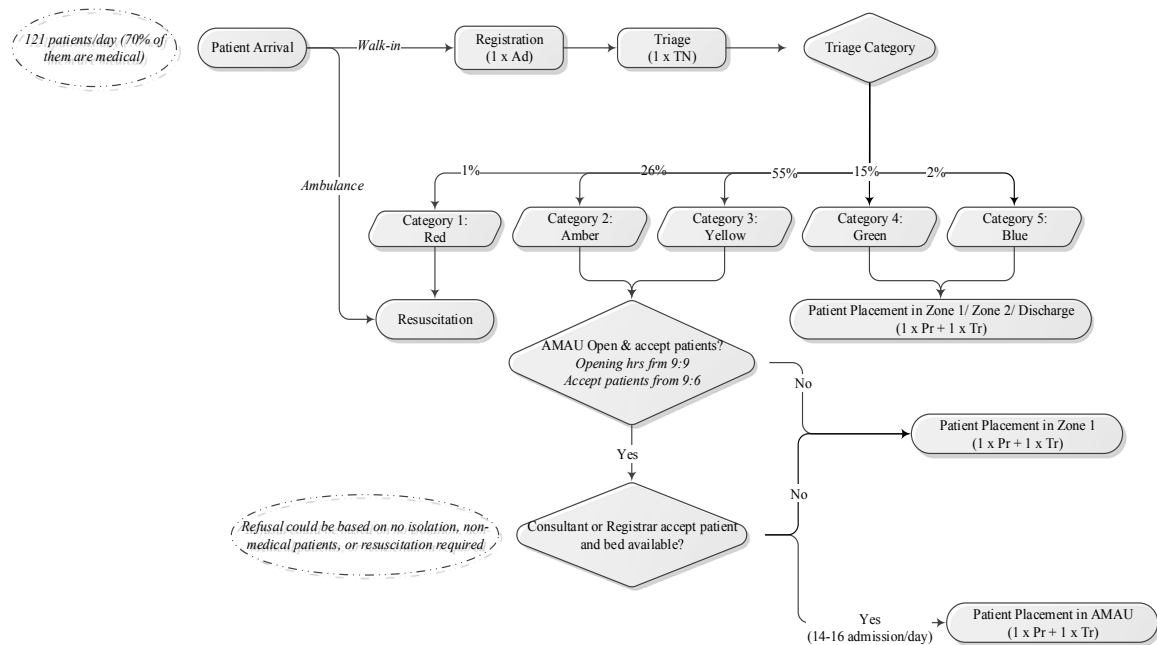 121 patients/day (70% of
them are medical)
Patient Arrival
Walk-in
Registration
(1 x Ad)
Triage
(1 x TN)
Triage Category
Ambulance
1%
26%
55%
15%
2%
Category 1:
Red
Category 2:
Amber
Category 3:
Yellow
Category 4:
Green
Category 5:
Blue
Resuscitation
Patient Placement in Zone 1/ Zone 2/ Discharge
(1 x Pr + 1 x Tr)
AMAU Open & accept patients?
Opening hrs frm 9:9
Accept patients from 9:6
No
Patient Placement in Zone 1
(1 x Pr + 1 x Tr)
Yes
No
Refusal could be based on no isolation, non-
medical patients, or resuscitation required
Consultant or Registrar accept patient
and bed available?
Yes
(14-16 admission/day)
Patient Placement in AMAU
(1 x Pr + 1 x Tr)